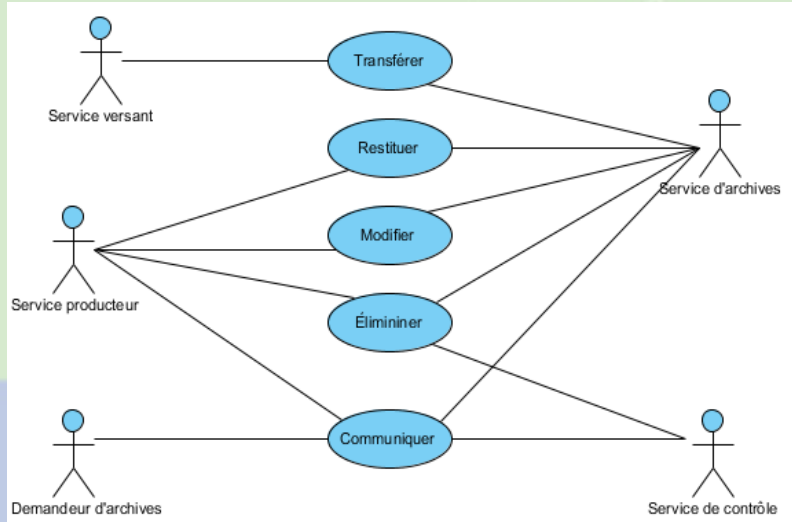 Transférer
Service versant
Restituer
Service d'archives
Modifier
Service producteur
Élimininer
Communiquer
Demandeur d'archives
Service de contrôle